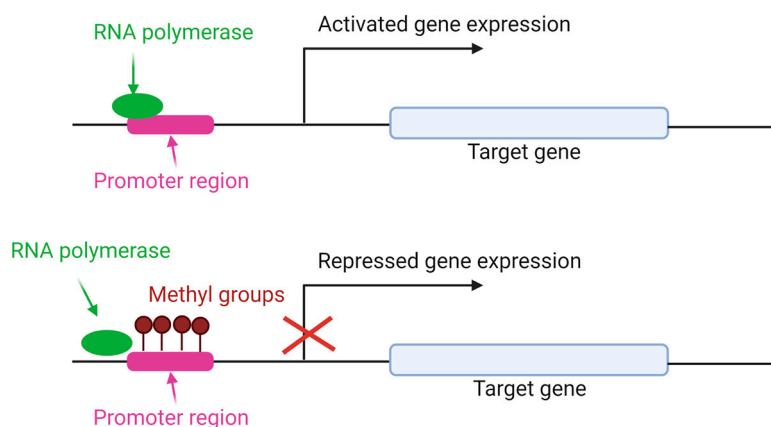 RNA polymerase
Activated gene expression
Target gene
Promoter region
RNA polymerase
Methyl groups
Repressed gene expression
Target gene
Promoter region